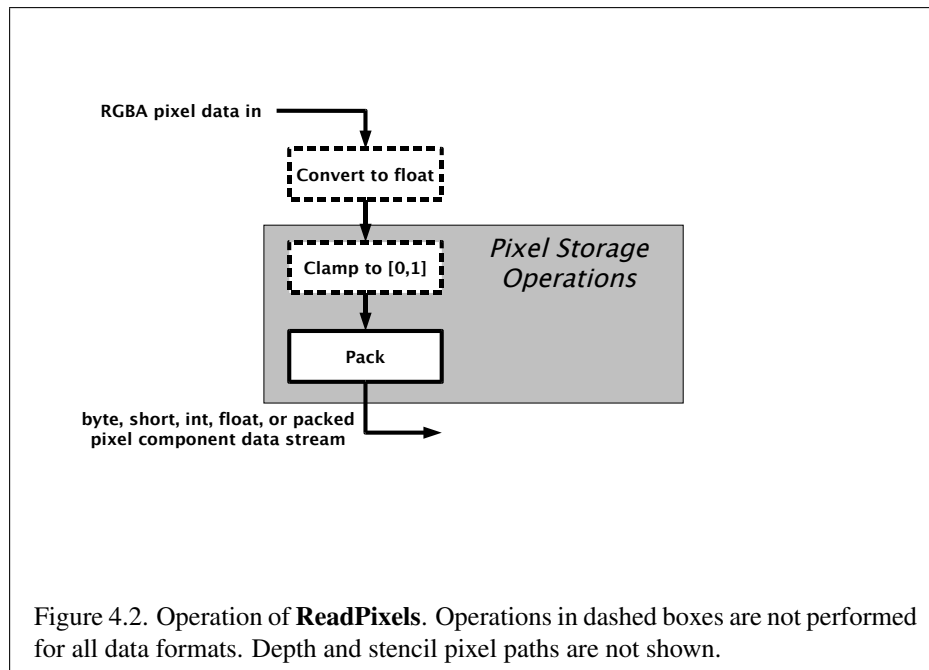 RGBA pixel data in
Convert to float
Pixel Storage
Operations
Clamp to [0,1]
Pack
byte, short, int, float, or packed
pixel component data stream
Figure 4.2. Operation of ReadPixels. Operations in dashed boxes are not performed
for all data formats. Depth and stencil pixel paths are not shown.